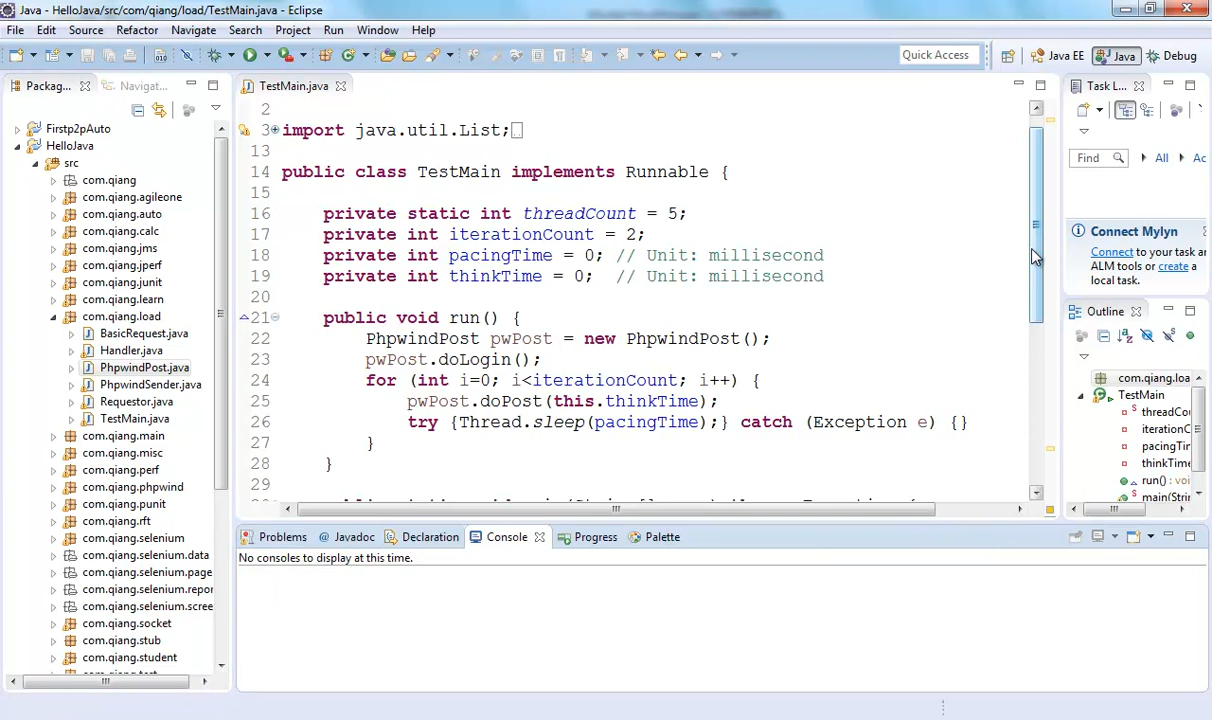 Java - HelloJava/src/com/qiang/load/TestMain.java - Eclipse
File Edit Source Refactor Navigate Search Project Run Window Help
Quick Access Java EE Java Debug
Packag... Navigat...
Firstp2pAuto
HelloJava
src
com.qiang
com.qiang.agileone
com.qiang.auto
com.qiang.calc
com.qiang.jms
com.qiang.jperf
com.qiang.junit
com.qiang.learn
com.qiang.load
BasicRequest.java
Handler.java
PhpwindPost.java
PhpwindSender.java
Requestor.java
TestMain.java
com.qiang.main
com.qiang.misc
com.qiang.perf
com.qiang.phpwind
com.qiang.punit
com.qiang.rft
com.qiang.selenium
com.qiang.selenium.data
com.qiang.selenium.page
com.qiang.selenium.repor
com.qiang.selenium.scree
com.qiang.socket
com.qiang.stub
com.qiang.student
TestMain.java
2
3 import java.util.List;
13
14 public class TestMain implements Runnable {
15
16 private static int threadCount = 5;
17 private int iterationCount = 2;
18 private int pacingTime = 0; // Unit: millisecond
19 private int thinkTime = 0; // Unit: millisecond
20
21 public void run() {
22 PhpwindPost pwPost = new PhpwindPost();
23 pwPost.doLogin();
24 for (int i=0; i<iterationCount; i++) {
25 pwPost.doPost(this.thinkTime);
26 try {Thread.sleep(pacingTime);} catch (Exception e) {}
27 }
28 }
29
Problems Javadoc Declaration Console Progress Palette
No consoles to display at this time.
Task L...
Find All Ac
Connect Mylyn
Connect to your task a
ALM tools or create a
local task.
Outline
com.qiang.loa
TestMain
threadCo
iterationC
pacingTin
thinkTime
run() : voi
main(Strin